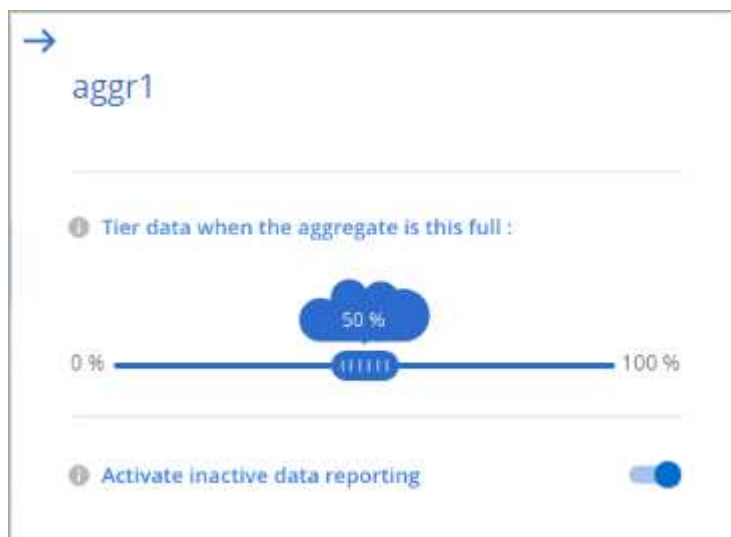 aggr1
Tier data when the aggregate is this full :
50 %
0 % 100 %
Activate inactive data reporting